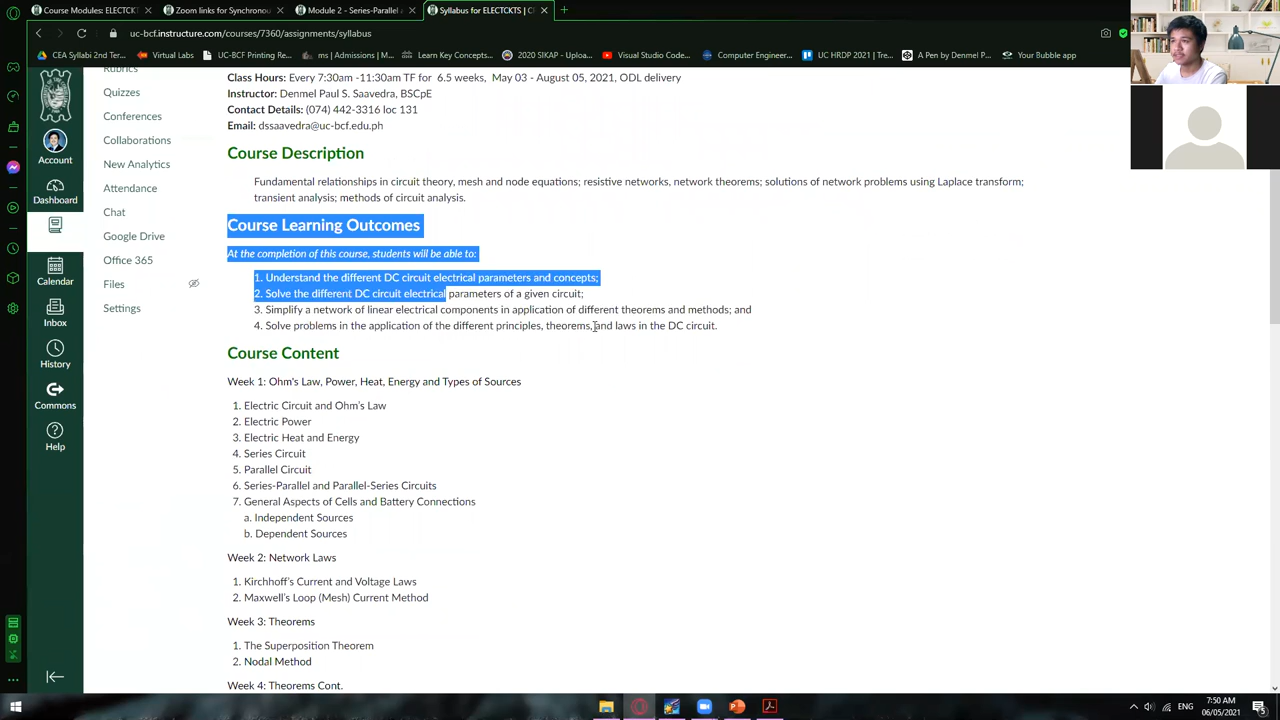 Course Modules: ELECTCKTS
Zoom links for Synchronous
Module 2 - Series-Parallel
Syllabus for ELECTCKTS (
uc-bcf.instructure.com/courses/7360/assignments/syllabus
CEA Syllabi 2nd Ter...
Virtual Labs
UC-BCF Printing Re...
ms | Admissions | M...
Learn Key Concepts...
2020 SIKAP - Uploa...
Visual Studio Code...
Computer Engineer...
UC HRDP 2021 | Tre...
A Pen by Denmel P...
Your Bubble app
Account
Dashboard
Calendar
Inbox
History
Commons
Help
Rubrics
Quizzes
Conferences
Collaborations
New Analytics
Attendance
Chat
Google Drive
Office 365
Files
Settings
Class Hours: Every 7:30am -11:30am TF for 6.5 weeks, May 03 - August 05, 2021, ODL delivery
Instructor: Denmel Paul S. Saavedra, BSCpE
Contact Details: (074) 442-3316 loc 131
Email: dssaavedra@uc-bcf.edu.ph
Course Description
Fundamental relationships in circuit theory, mesh and node equations; resistive networks, network theorems; solutions of network problems using Laplace transform;
transient analysis; methods of circuit analysis.
Course Learning Outcomes
At the completion of this course, students will be able to:
1. Understand the different DC circuit electrical parameters and concepts;
2. Solve the different DC circuit electrical parameters of a given circuit;
3. Simplify a network of linear electrical components in application of different theorems and methods; and
4. Solve problems in the application of the different principles, theorems, and laws in the DC circuit.
Course Content
Week 1: Ohm's Law, Power, Heat, Energy and Types of Sources
1. Electric Circuit and Ohm's Law
2. Electric Power
3. Electric Heat and Energy
4. Series Circuit
5. Parallel Circuit
6. Series-Parallel and Parallel-Series Circuits
7. General Aspects of Cells and Battery Connections
a. Independent Sources
b. Dependent Sources
Week 2: Network Laws
1. Kirchhoff's Current and Voltage Laws
2. Maxwell's Loop (Mesh) Current Method
Week 3: Theorems
1. The Superposition Theorem
2. Nodal Method
Week 4: Theorems Cont.
ENG
7:50 AM
06/05/2021